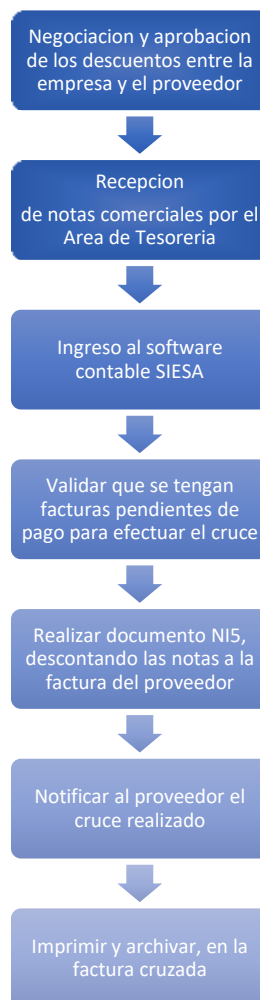 Negociacion y aprobacion
de los descuentos entre la
empresa y el proveedor
Recepcion
de notas comerciales por el
Area de Tesoreria
Ingreso al software
contable SIESA
Validar que se tengan
facturas pendientes de
pago para efectuar el cruce
Realizar documento NI5,
descontando las notas a la
factura del proveedor
Notificar al proveedor el
cruce realizado
Imprimir y archivar, en la
factura cruzada